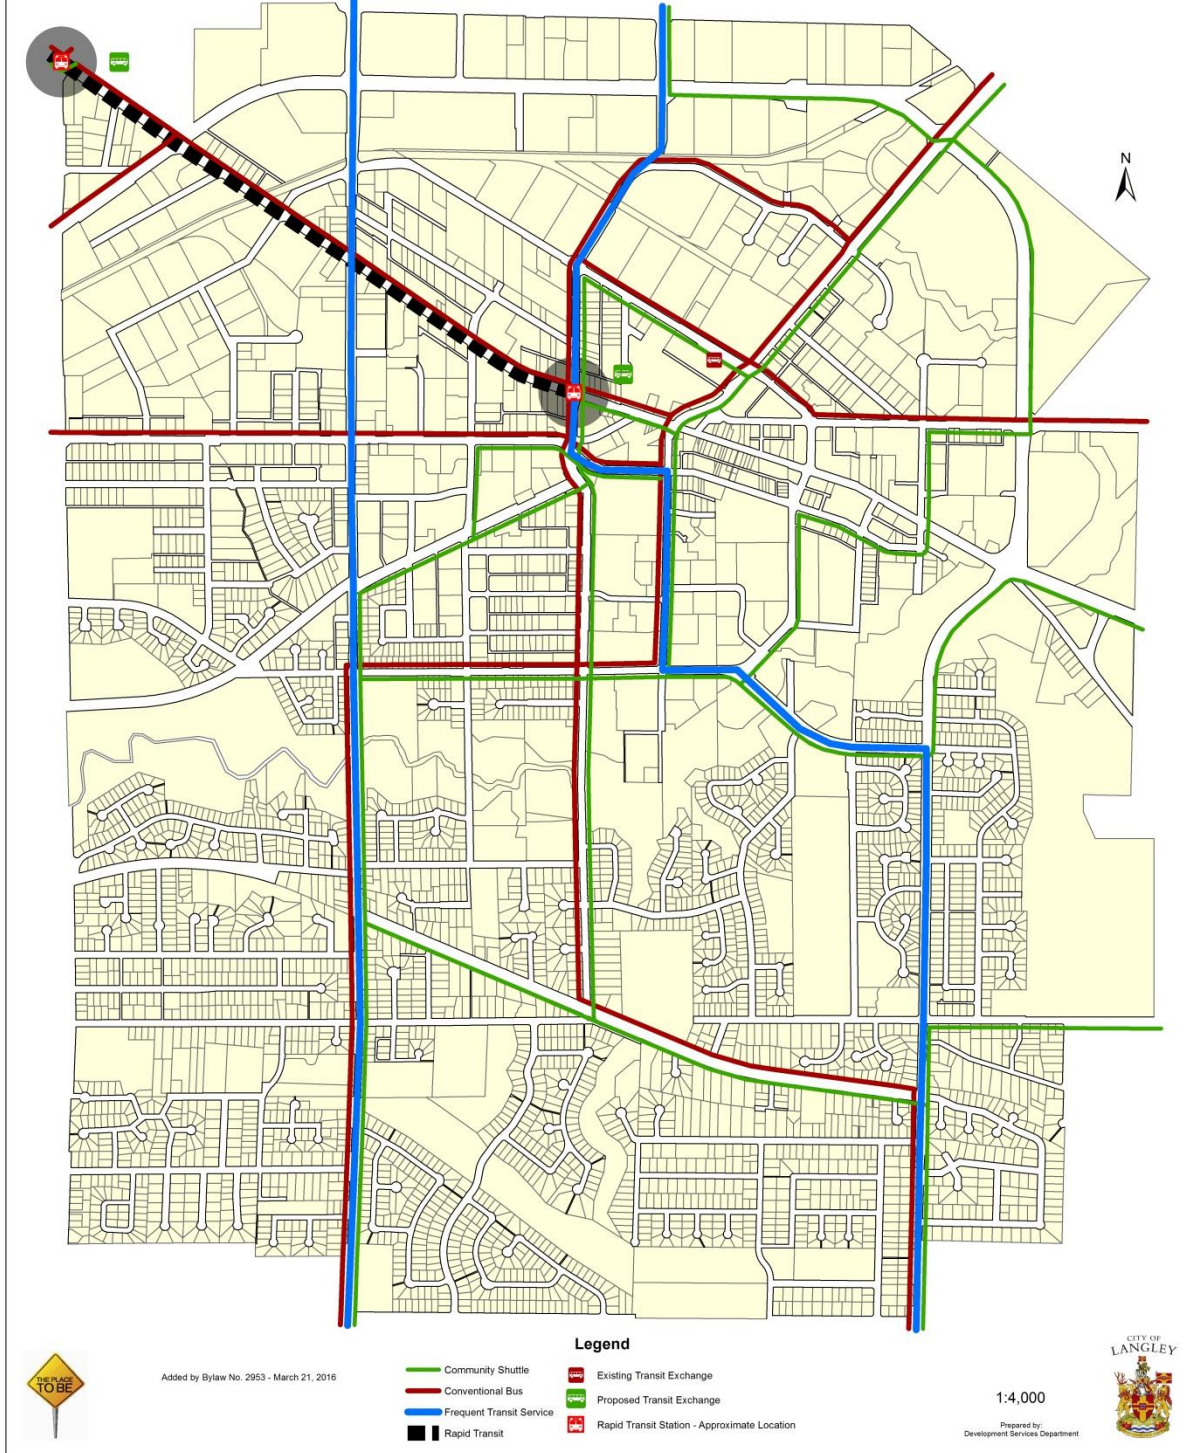 N
Legend
THE PLACE
TO BE
Added by Bylaw No. 2953 - March 21, 2016
Community Shuttle
Conventional Bus
Frequent Transit Service
Rapid Transit
Existing Transit Exchange
Proposed Transit Exchange
Rapid Transit Station - Approximate Location
1:4,000
Prepared by:
Development Services Department
CITY OF
LANGLEY